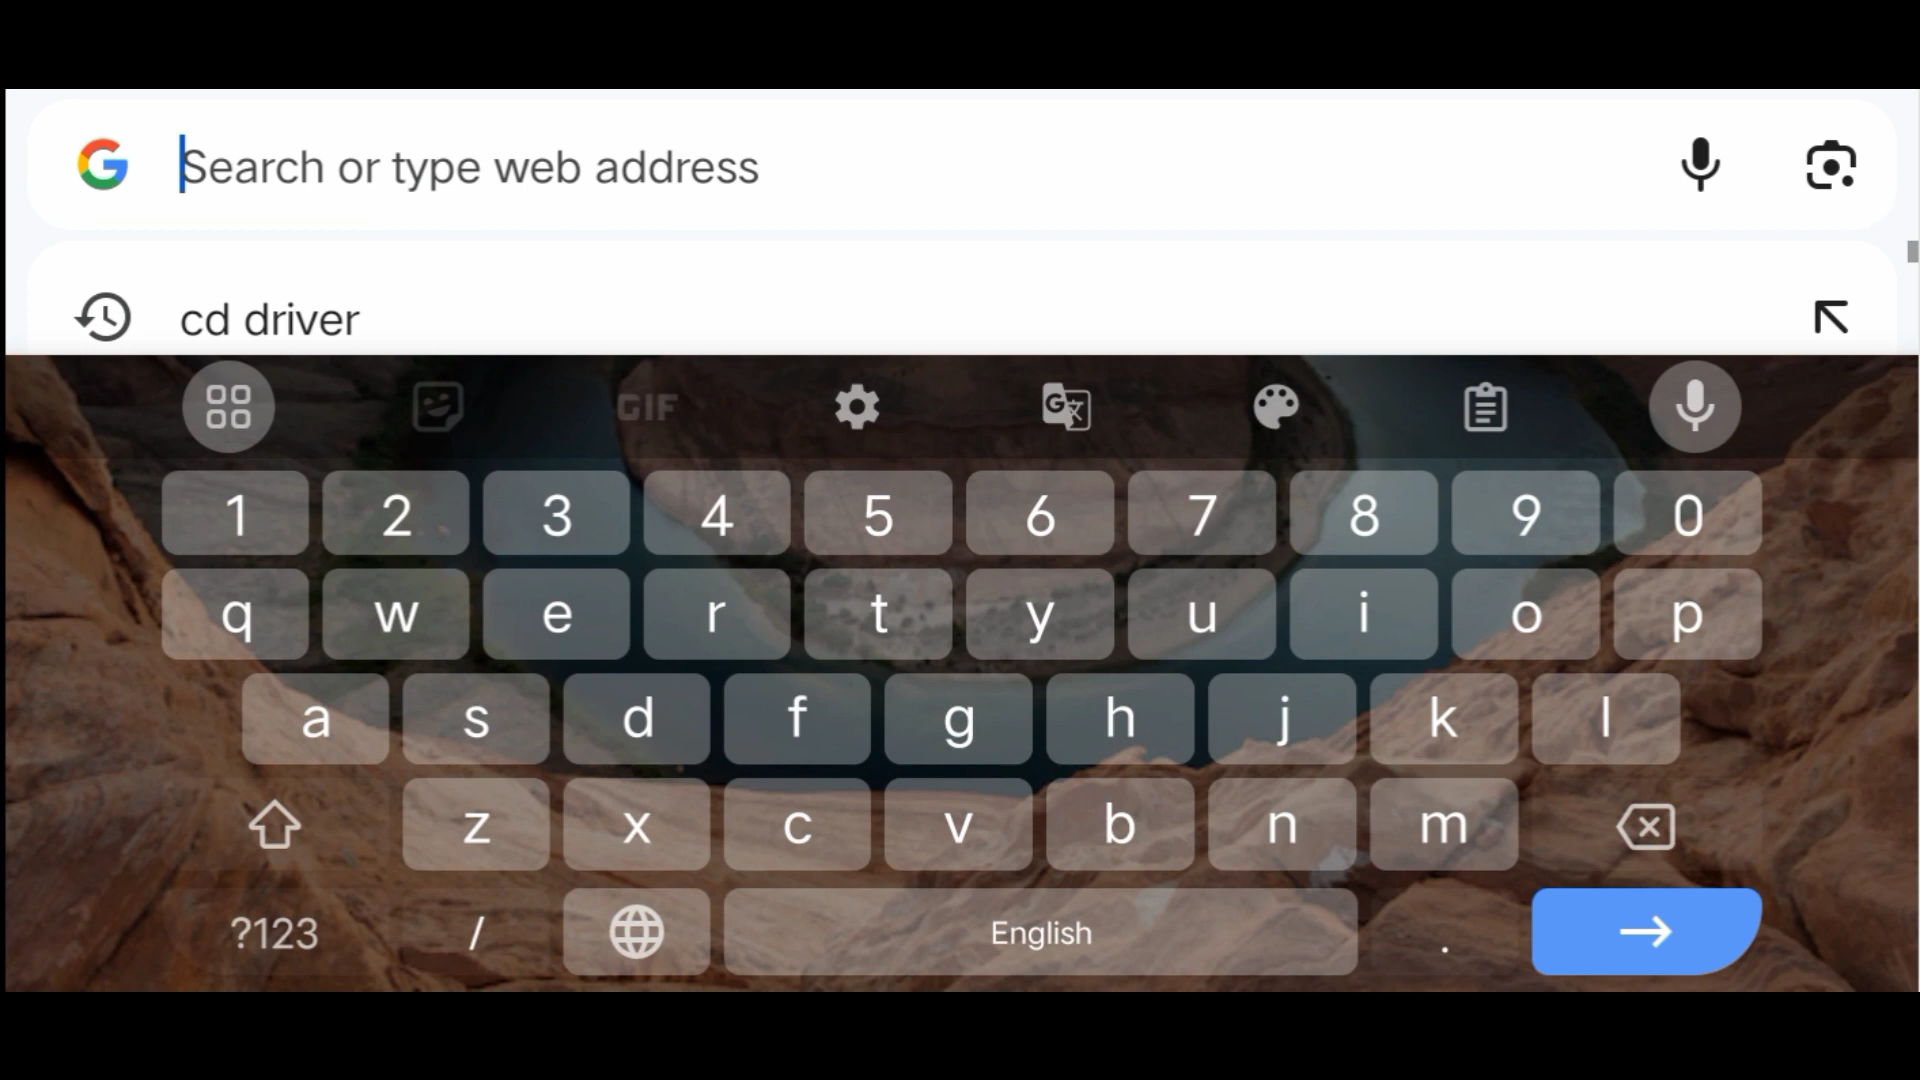 Search or type web address
cd driver
GIF
1 2 3 4 5 6 7 8 9 0
q w e r t y u i o p
a s d f g h j k l
z x c v b n m
?123 / English .